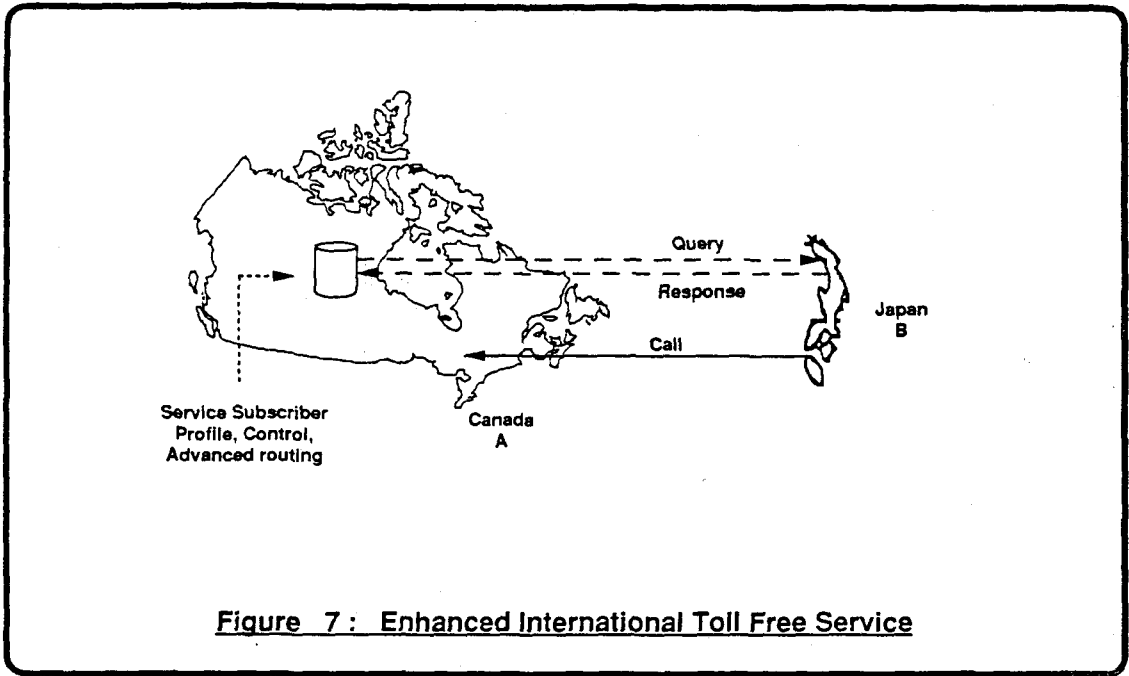 Query
Response
Japan
B
Call
Canada
A
Service Subscriber
Profile, Control,
Advanced routing
Figure 7 : Enhanced International Toll Free Service